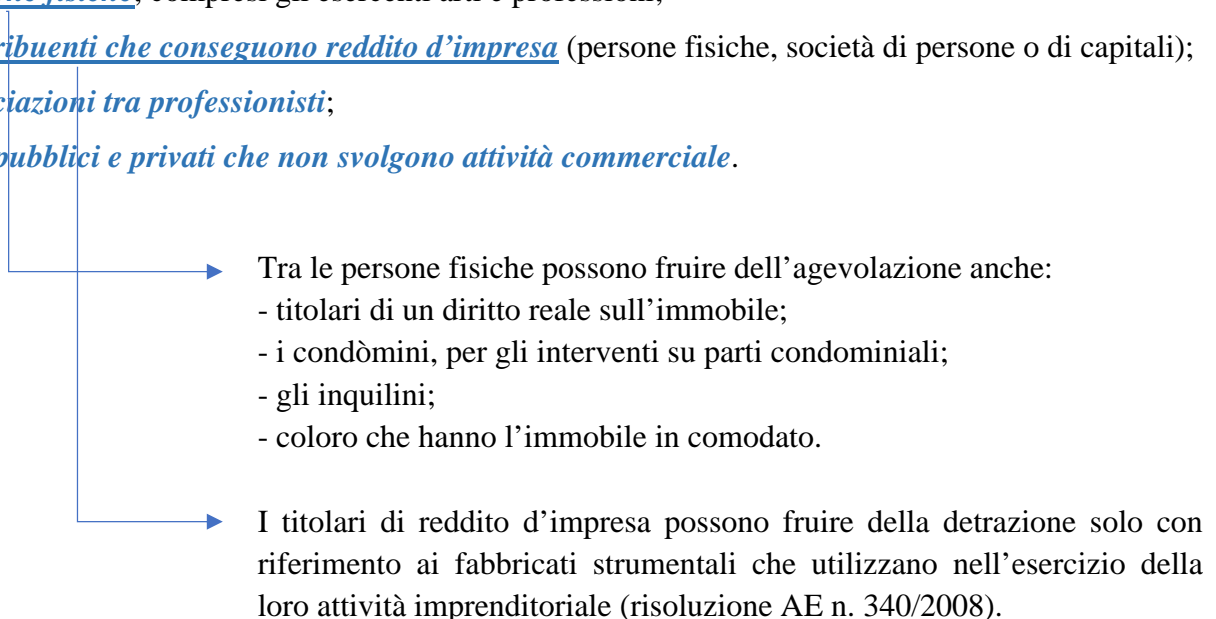 compresi gli esercenti arti e professioni;
che conseguono reddito d’impresa (persone fisiche, società di persone o di capitali);
tra professionisti;
pubblici e privati che non svolgono attività commerciale.
Tra le persone fisiche possono fruire dell’agevolazione anche:
- titolari di un diritto reale sull’immobile;
- i condòmini, per gli interventi su parti condominiali;
- gli inquilini;
- coloro che hanno l’immobile in comodato.
I titolari di reddito d’impresa possono fruire della detrazione solo con
riferimento ai fabbricati strumentali che utilizzano nell’esercizio della
loro attività imprenditoriale (risoluzione AE n. 340/2008).